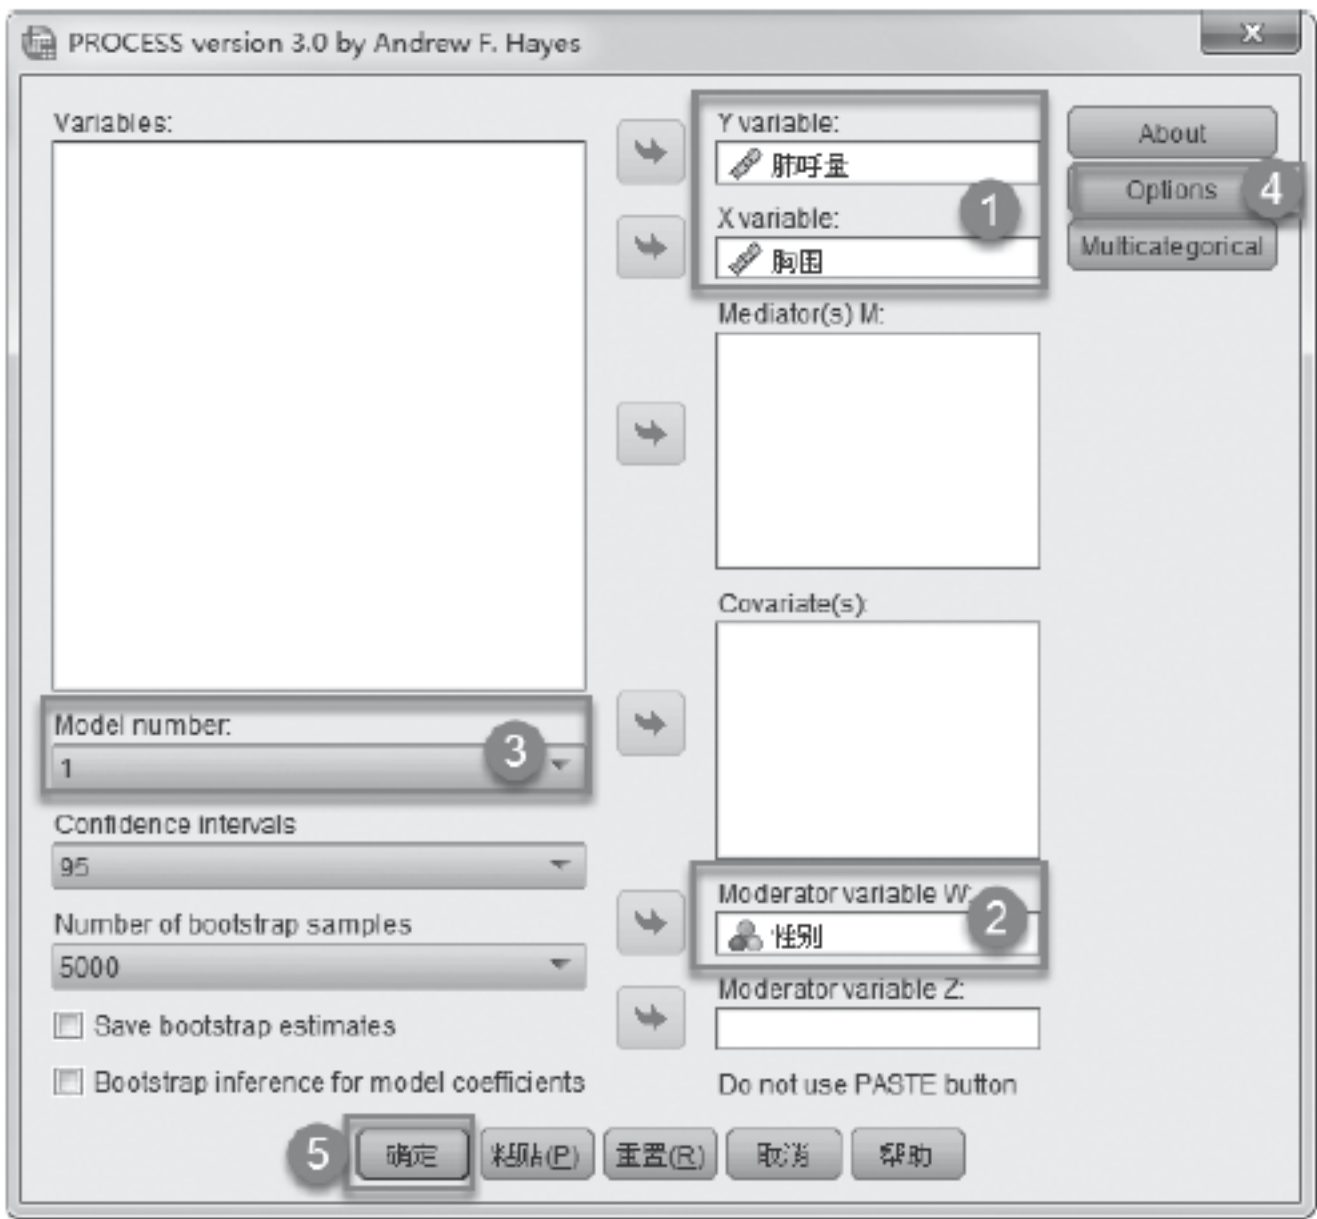 PROCESS version 3.0 by Andrew F. Hayes
Variables:
Y variable:
肺呼量
X variable:
胸围
1
About
Options
4
Multicategorical
Mediator(s) M:
Covariate(s):
Model number:
1
3
Confidence intervals
95
Number of bootstrap samples
5000
Save bootstrap estimates
Bootstrap inference for model coefficients
Moderator variable W:
性别
2
Moderator variable Z:
Do not use PASTE button
5
确定
粘贴(P)
重置(R)
取消
帮助